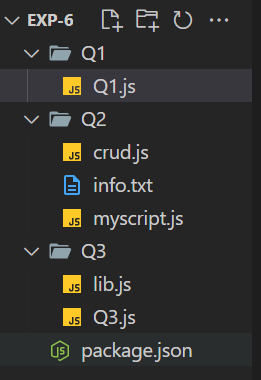 EXP-6
Q1
JS Q1.js
Q2
JS crud.js
info.txt
JS myscript.js
Q3
JS lib.js
JS Q3.js
JS package.json